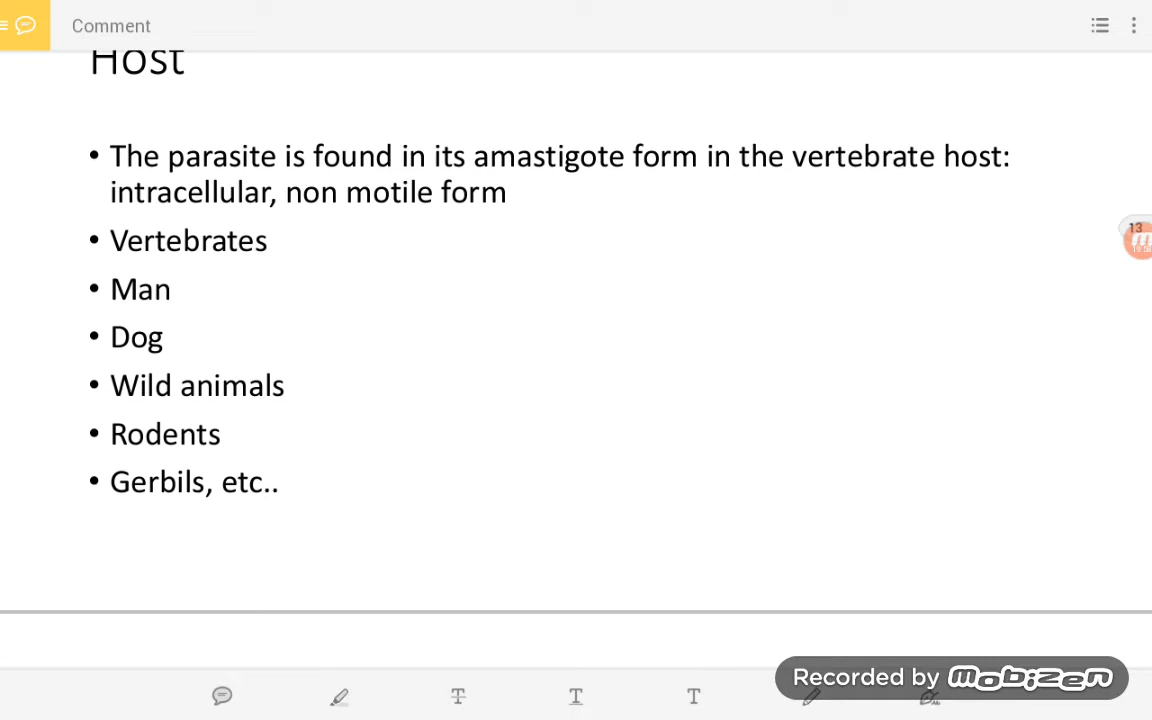 Comment
Host
• The parasite is found in its amastigote form in the vertebrate host:
intracellular, non motile form
• Vertebrates
• Man
• Dog
• Wild animals
• Rodents
• Gerbils, etc..
13
Recorded by mobizen